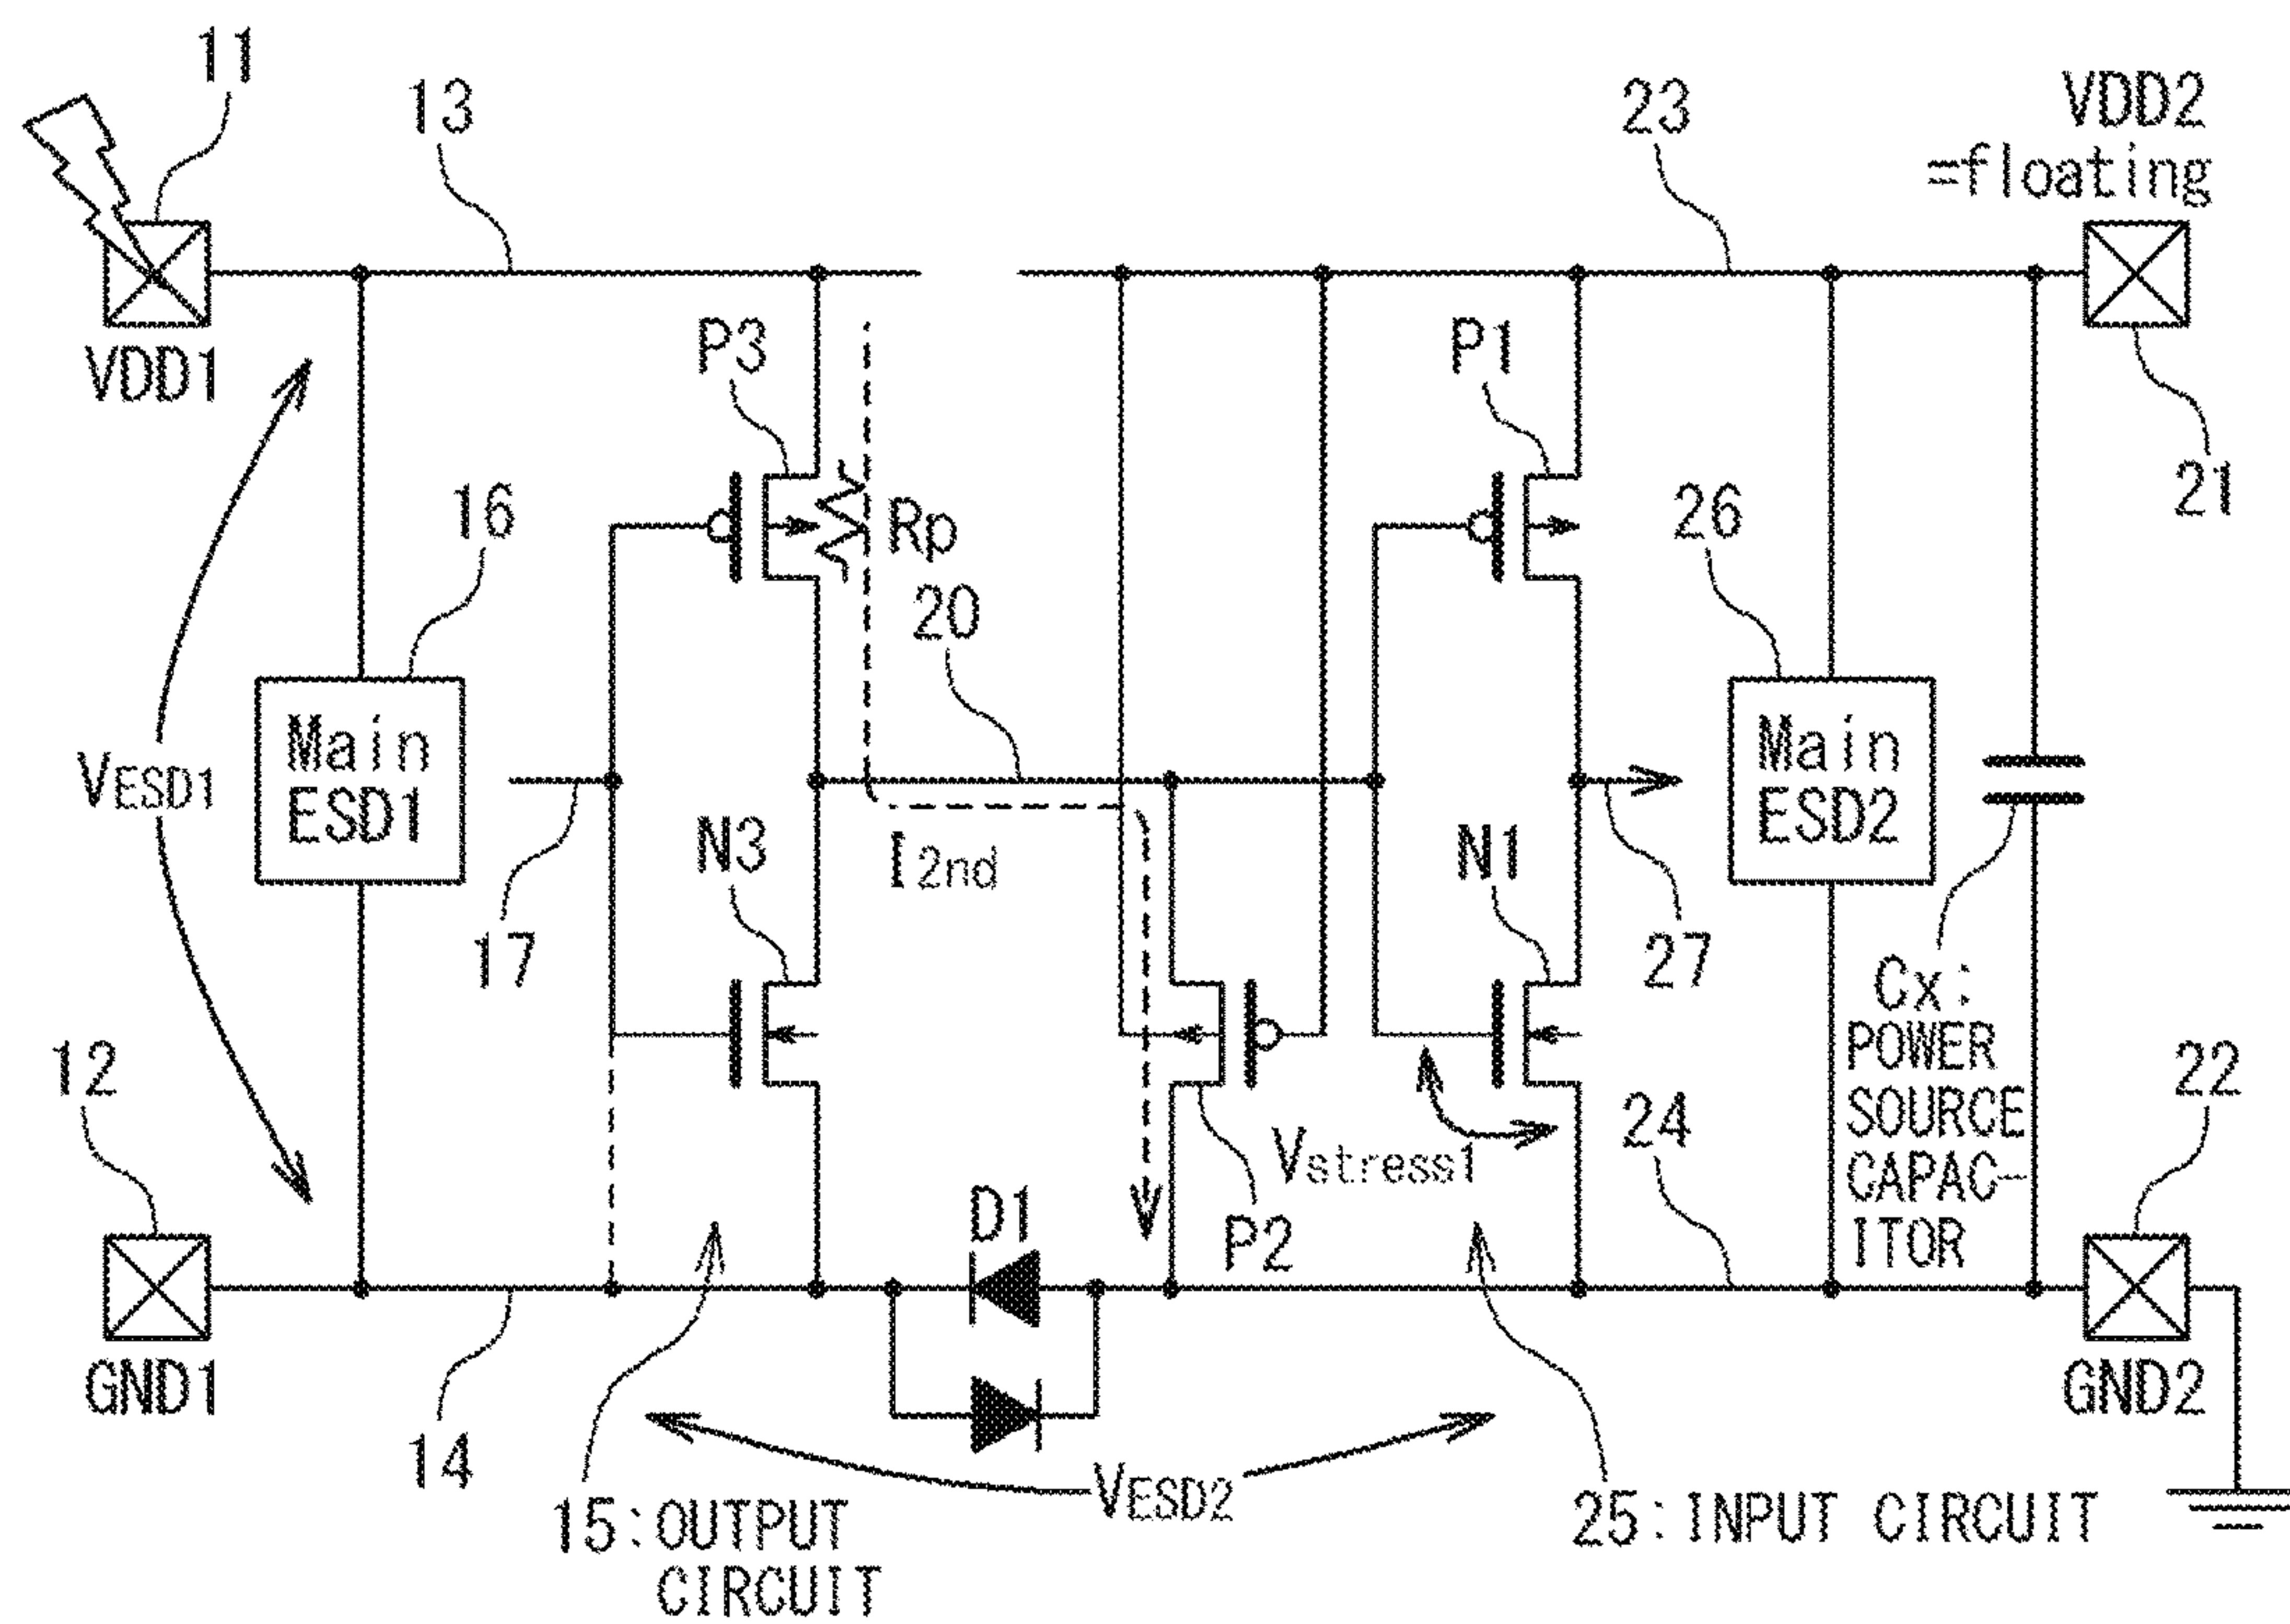 11
13
23
VDD2
=floating
VDD1
P3
P1
21
16
Rp
26
20
Main
ESD1
Main
ESD2
VESD1
N3
I2nd
N1
17
27
Cx:
POWER
SOURCE
CAPAC-
ITOR
12
22
24
Vstress1
D1
P2
GND1
GND2
14
VESD2
15:OUTPUT
CIRCUIT
25:INPUT CIRCUIT